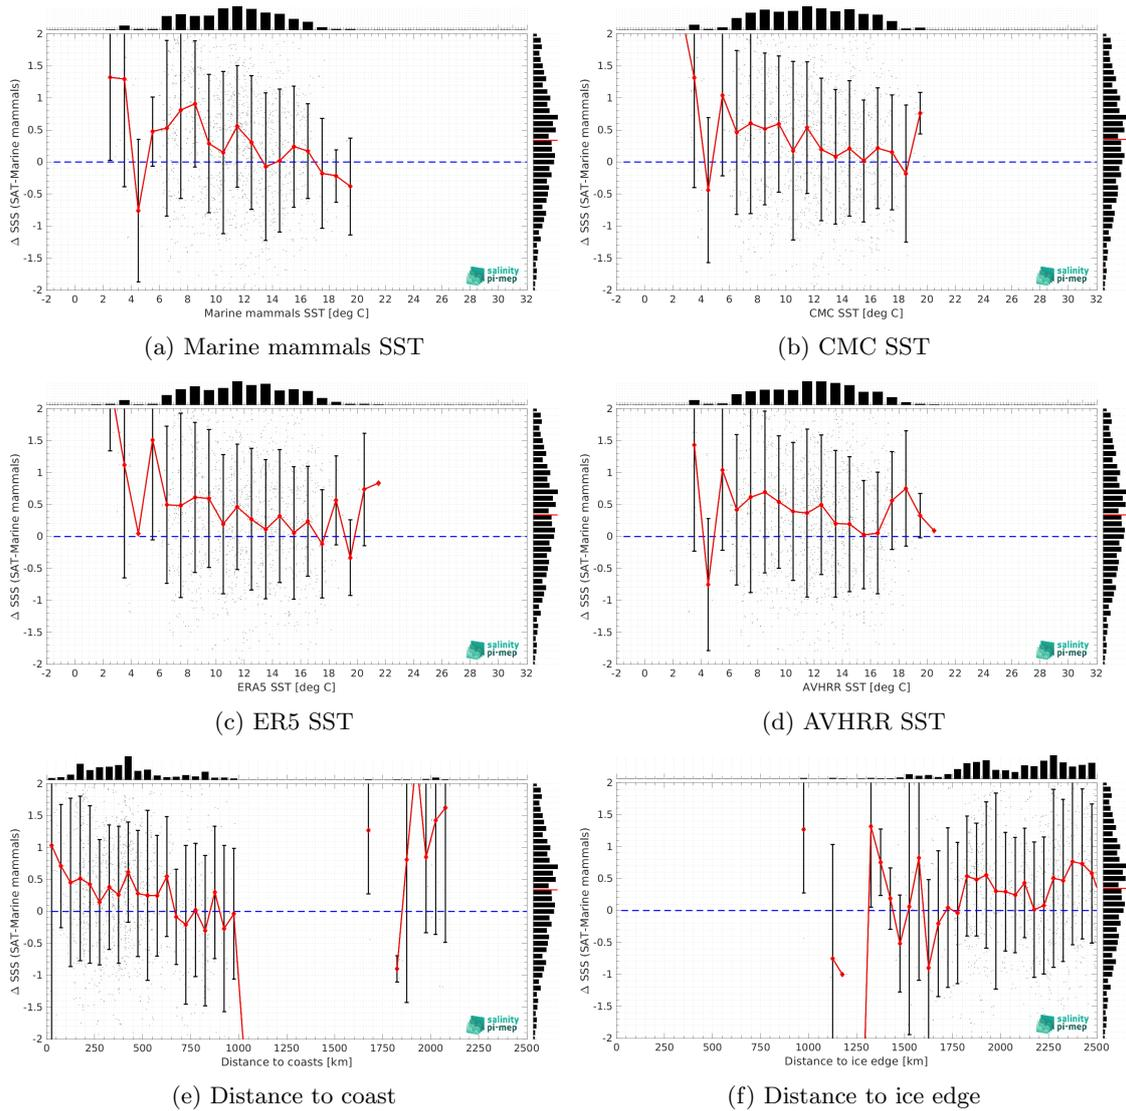 2
1.5
1
0.5
0
-0.5
-1
-1.5
-2
Δ SSS (SAT-Marine mammals)
-2 0 2 4 6 8 10 12 14 16 18 20 22 24 26 28 30 32
Marine mammals SST [deg C]
salinity
pi-mep
(a) Marine mammals SST
2
1.5
1
0.5
0
-0.5
-1
-1.5
-2
Δ SSS (SAT-Marine mammals)
-2 0 2 4 6 8 10 12 14 16 18 20 22 24 26 28 30 32
CMC SST [deg C]
salinity
pi-mep
(b) CMC SST
2
1.5
1
0.5
0
-0.5
-1
-1.5
-2
Δ SSS (SAT-Marine mammals)
-2 0 2 4 6 8 10 12 14 16 18 20 22 24 26 28 30 32
ERA5 SST [deg C]
salinity
pi-mep
(c) ER5 SST
2
1.5
1
0.5
0
-0.5
-1
-1.5
-2
Δ SSS (SAT-Marine mammals)
-2 0 2 4 6 8 10 12 14 16 18 20 22 24 26 28 30 32
AVHRR SST [deg C]
salinity
pi-mep
(d) AVHRR SST
2
1.5
1
0.5
0
-0.5
-1
-1.5
-2
Δ SSS (SAT-Marine mammals)
0 250 500 750 1000 1250 1500 1750 2000 2250 2500
Distance to coasts [km]
salinity
pi-mep
(e) Distance to coast
2
1.5
1
0.5
0
-0.5
-1
-1.5
-2
Δ SSS (SAT-Marine mammals)
0 250 500 750 1000 1250 1500 1750 2000 2250 2500
Distance to ice edge [km]
salinity
pi-mep
(f) Distance to ice edge